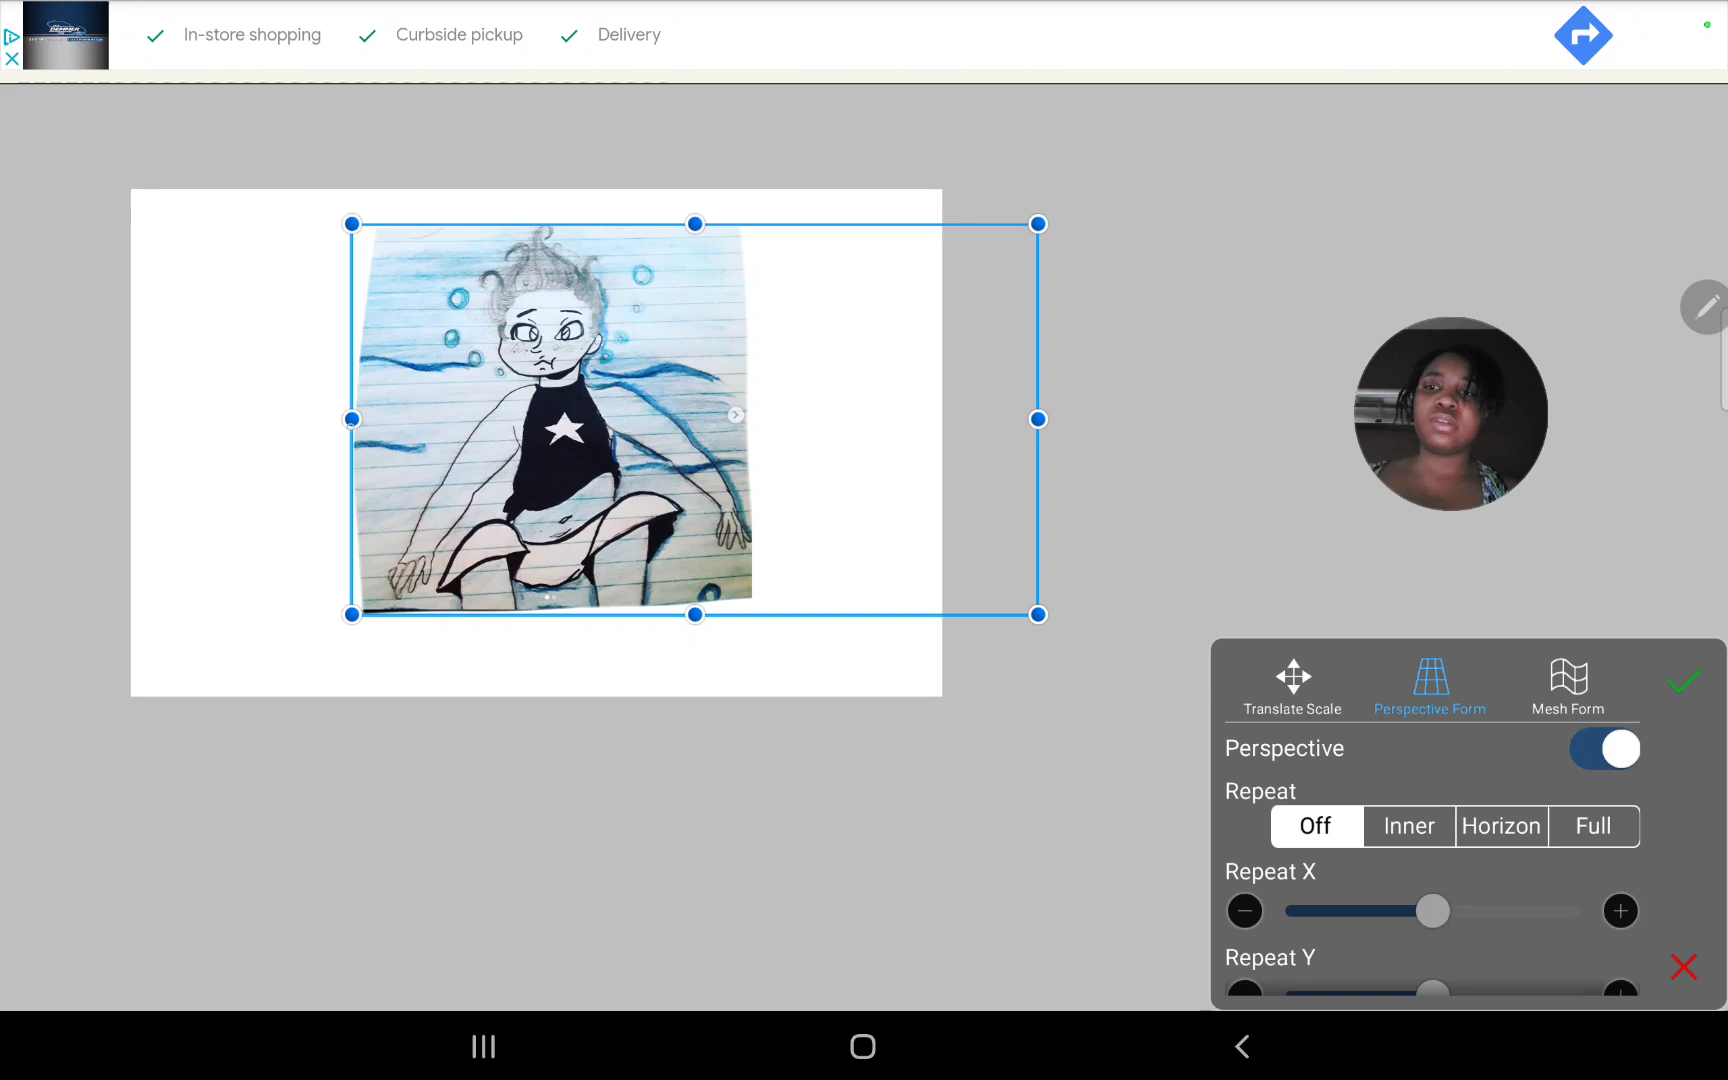 In-store shopping
Curbside pickup
Delivery
Translate Scale
Perspective Form
Mesh Form
Perspective
Repeat
Off
Inner
Horizon
Full
Repeat X
Repeat Y